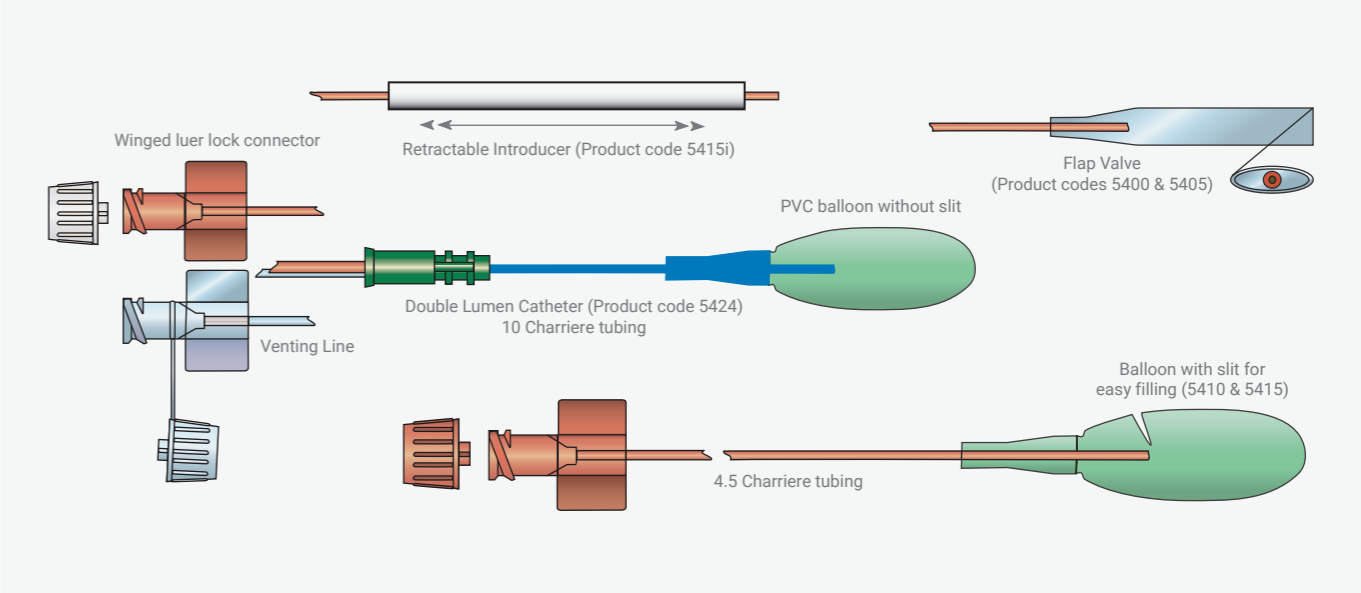 Winged luer lock connector
Retractable Introducer (Product code 5415i)
Flap Valve
(Product codes 5400 & 5405)
PVC balloon without slit
Double Lumen Catheter (Product code 5424)
10 Charriere tubing
Venting Line
Balloon with slit for
easy filling (5410 & 5415)
4.5 Charriere tubing